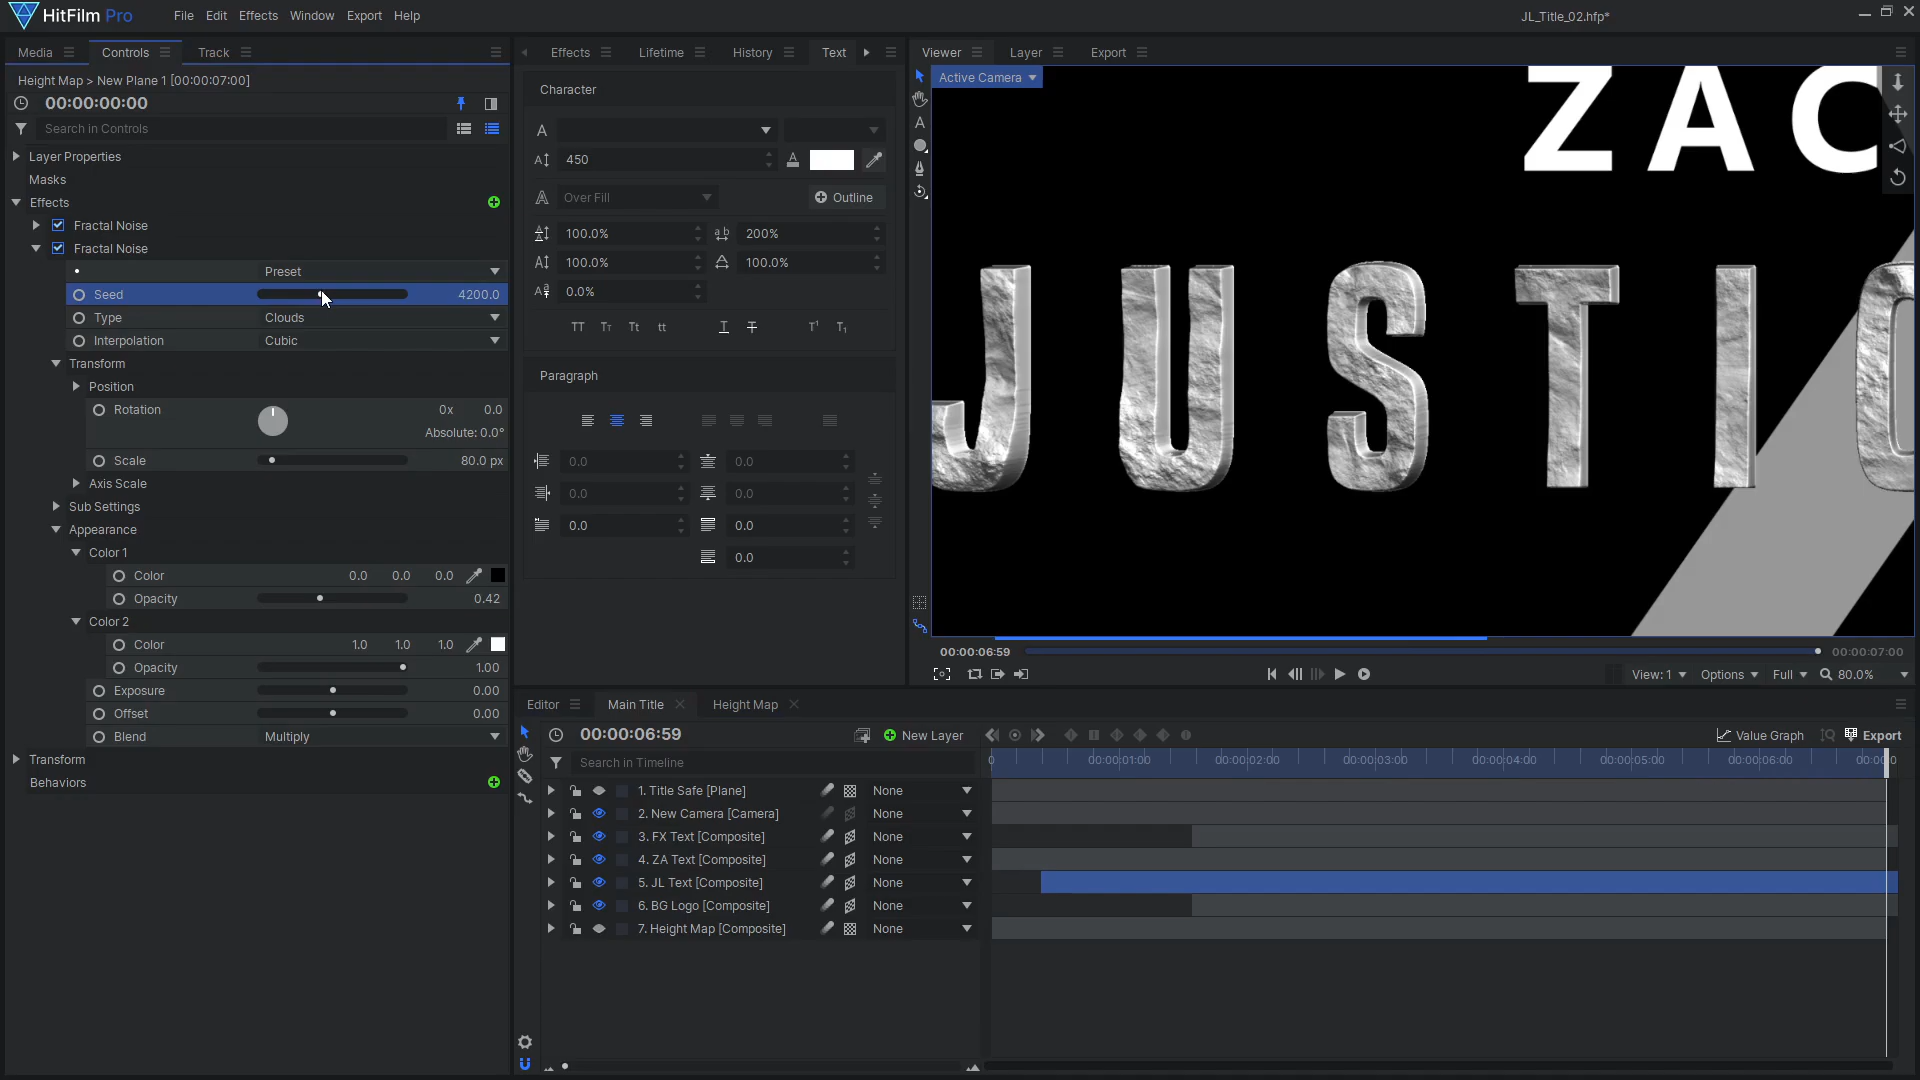 HitFilm Pro
File Edit Effects Window Export Help
JL_Title_02.hfp*
Media Controls Track
Effects Lifetime History Text
Viewer Layer Export
Height Map > New Plane 1 [00:00:07:00]
00:00:00:00
Search in Controls
Layer Properties
Masks
Effects
Fractal Noise
Fractal Noise
Preset
Seed 4200.0
Type Clouds
Interpolation Cubic
Transform
Position
Rotation 0x 0.0
Absolute: 0.0°
Scale 80.0 px
Axis Scale
Sub Settings
Appearance
Color 1
Color 0.0 0.0 0.0
Opacity 0.42
Color 2
Color 1.0 1.0 1.0
Opacity 1.00
Exposure 0.00
Offset 0.00
Blend Multiply
Transform
Behaviors
Character
450
Over Fill Outline
100.0% 200%
100.0% 100.0%
0.0%
TT Tt Tt tt T T T¹ T₁
Paragraph
0.0 0.0
0.0 0.0
0.0 0.0
0.0
Active Camera
ZAC
JUSTIC
00:00:06:59 00:00:07:00
View: 1 Options Full 80.0%
Editor Main Title Height Map
00:00:06:59 New Layer Value Graph Export
Search in Timeline
0 00:00:01:00 00:00:02:00 00:00:03:00 00:00:04:00 00:00:05:00 00:00:06:00
1. Title Safe [Plane] None
2. New Camera [Camera] None
3. FX Text [Composite] None
4. ZA Text [Composite] None
5. JL Text [Composite] None
6. BG Logo [Composite] None
7. Height Map [Composite] None